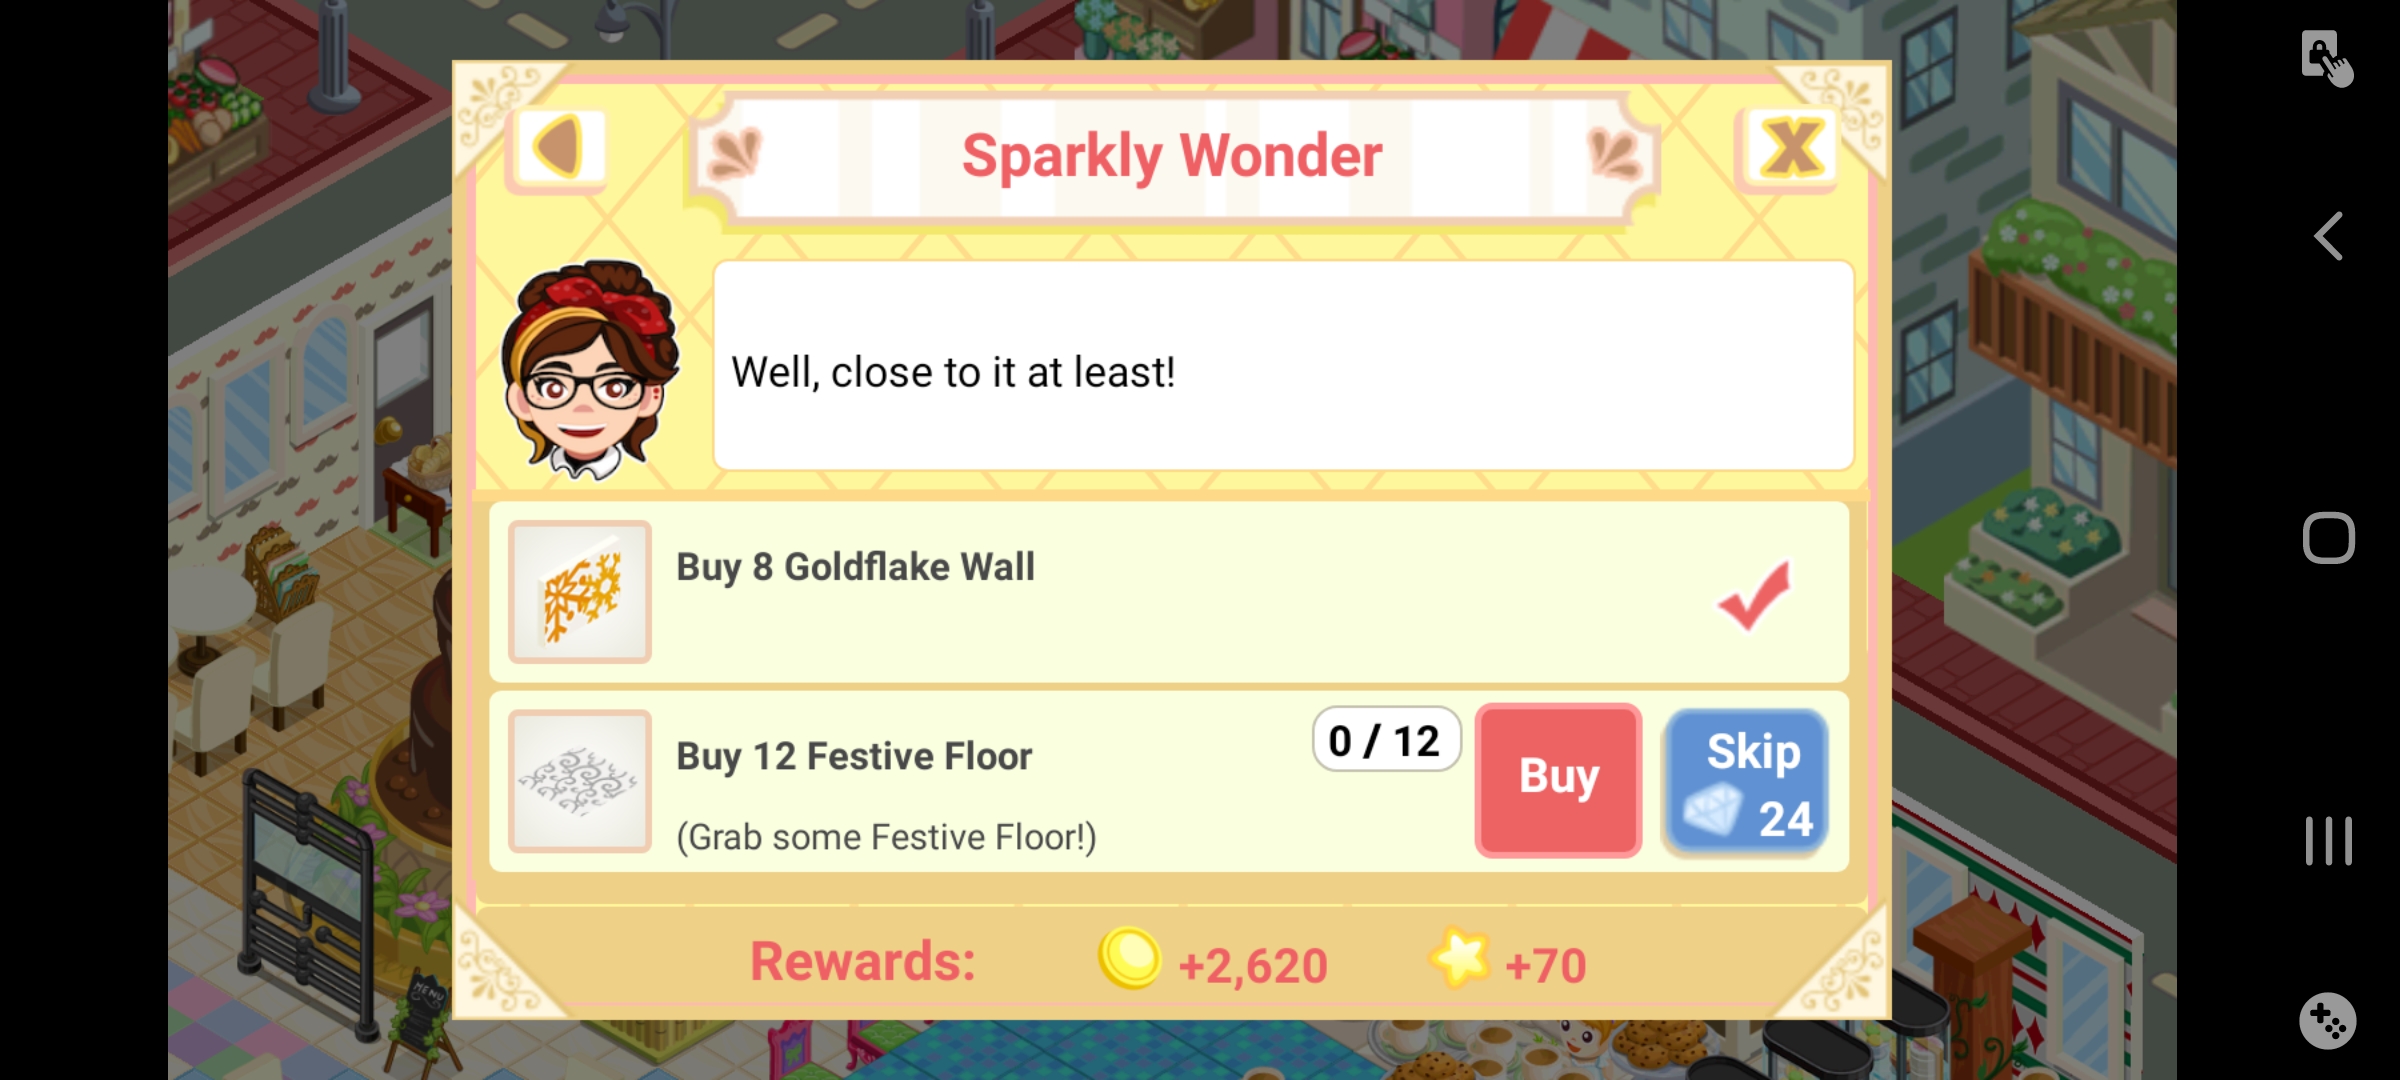 Sparkly Wonder
Well, close to it at least!
Buy 8 Goldflake Wall
Buy 12 Festive Floor
0 / 12
Buy
Skip
24
(Grab some Festive Floor!)
Rewards:
+2,620
+70
MENU